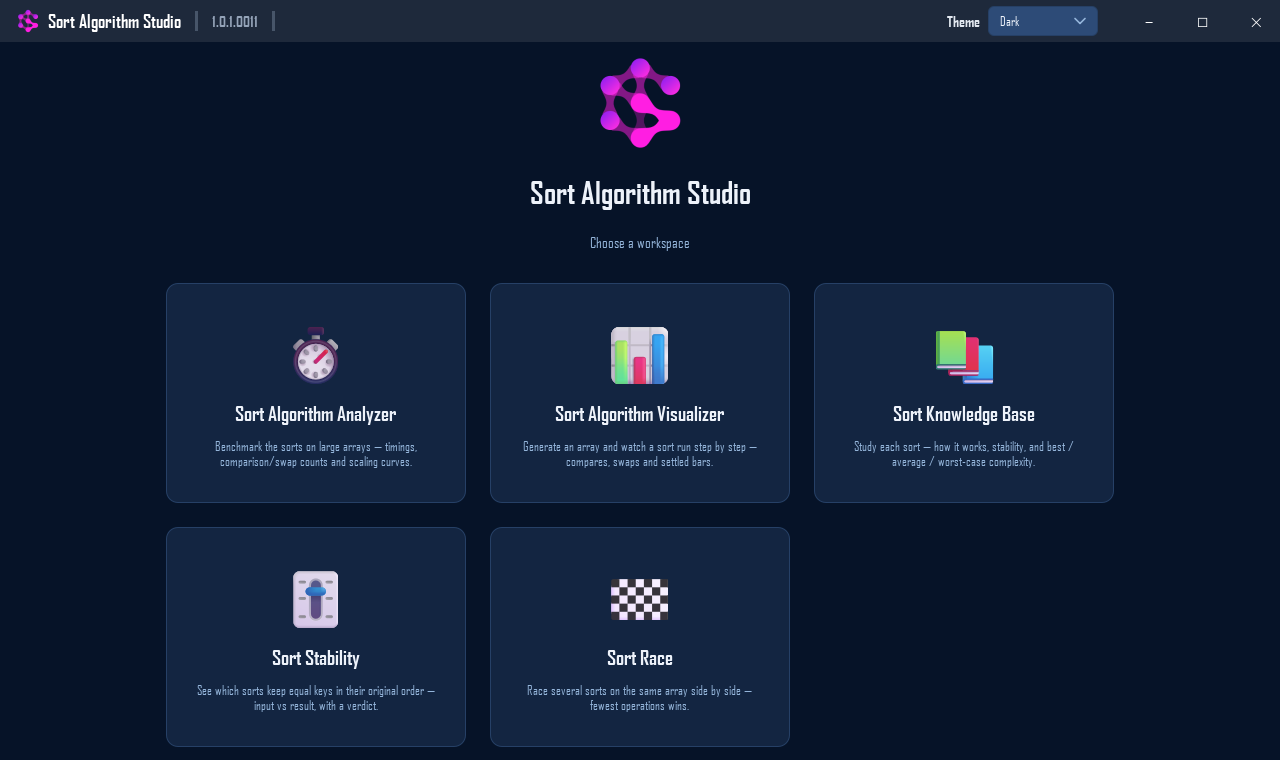 Sort Algorithm Studio
1.0.1.0011
Theme
Dark
Sort Algorithm Studio
Choose a workspace
Sort Algorithm Analyzer
Benchmark the sorts on large arrays — timings,
comparison/swap counts and scaling curves.
Sort Algorithm Visualizer
Generate an array and watch a sort run step by step —
compares, swaps and settled bars.
Sort Knowledge Base
Study each sort — how it works, stability, and best /
average / worst-case complexity.
Sort Stability
See which sorts keep equal keys in their original order —
input vs result, with a verdict.
Sort Race
Race several sorts on the same array side by side —
fewest operations wins.